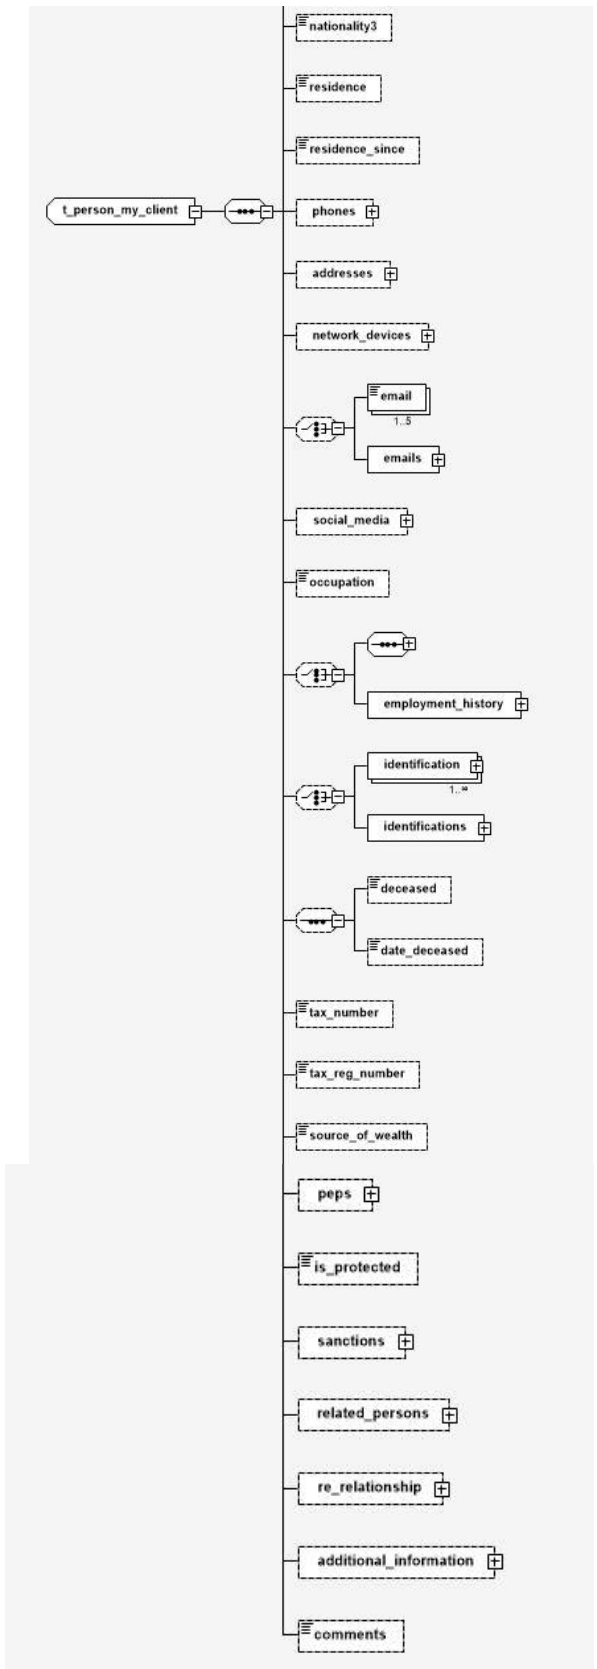 nationality3
residence
residence_since
t_person_my_client
phones
addresses
network_devices
email
1..5
emails
social_media
occupation
employment_history
identification
1..∞
identifications
deceased
date_deceased
tax_number
tax_reg_number
source_of_wealth
peps
is_protected
sanctions
related_persons
re_relationship
additional_information
comments